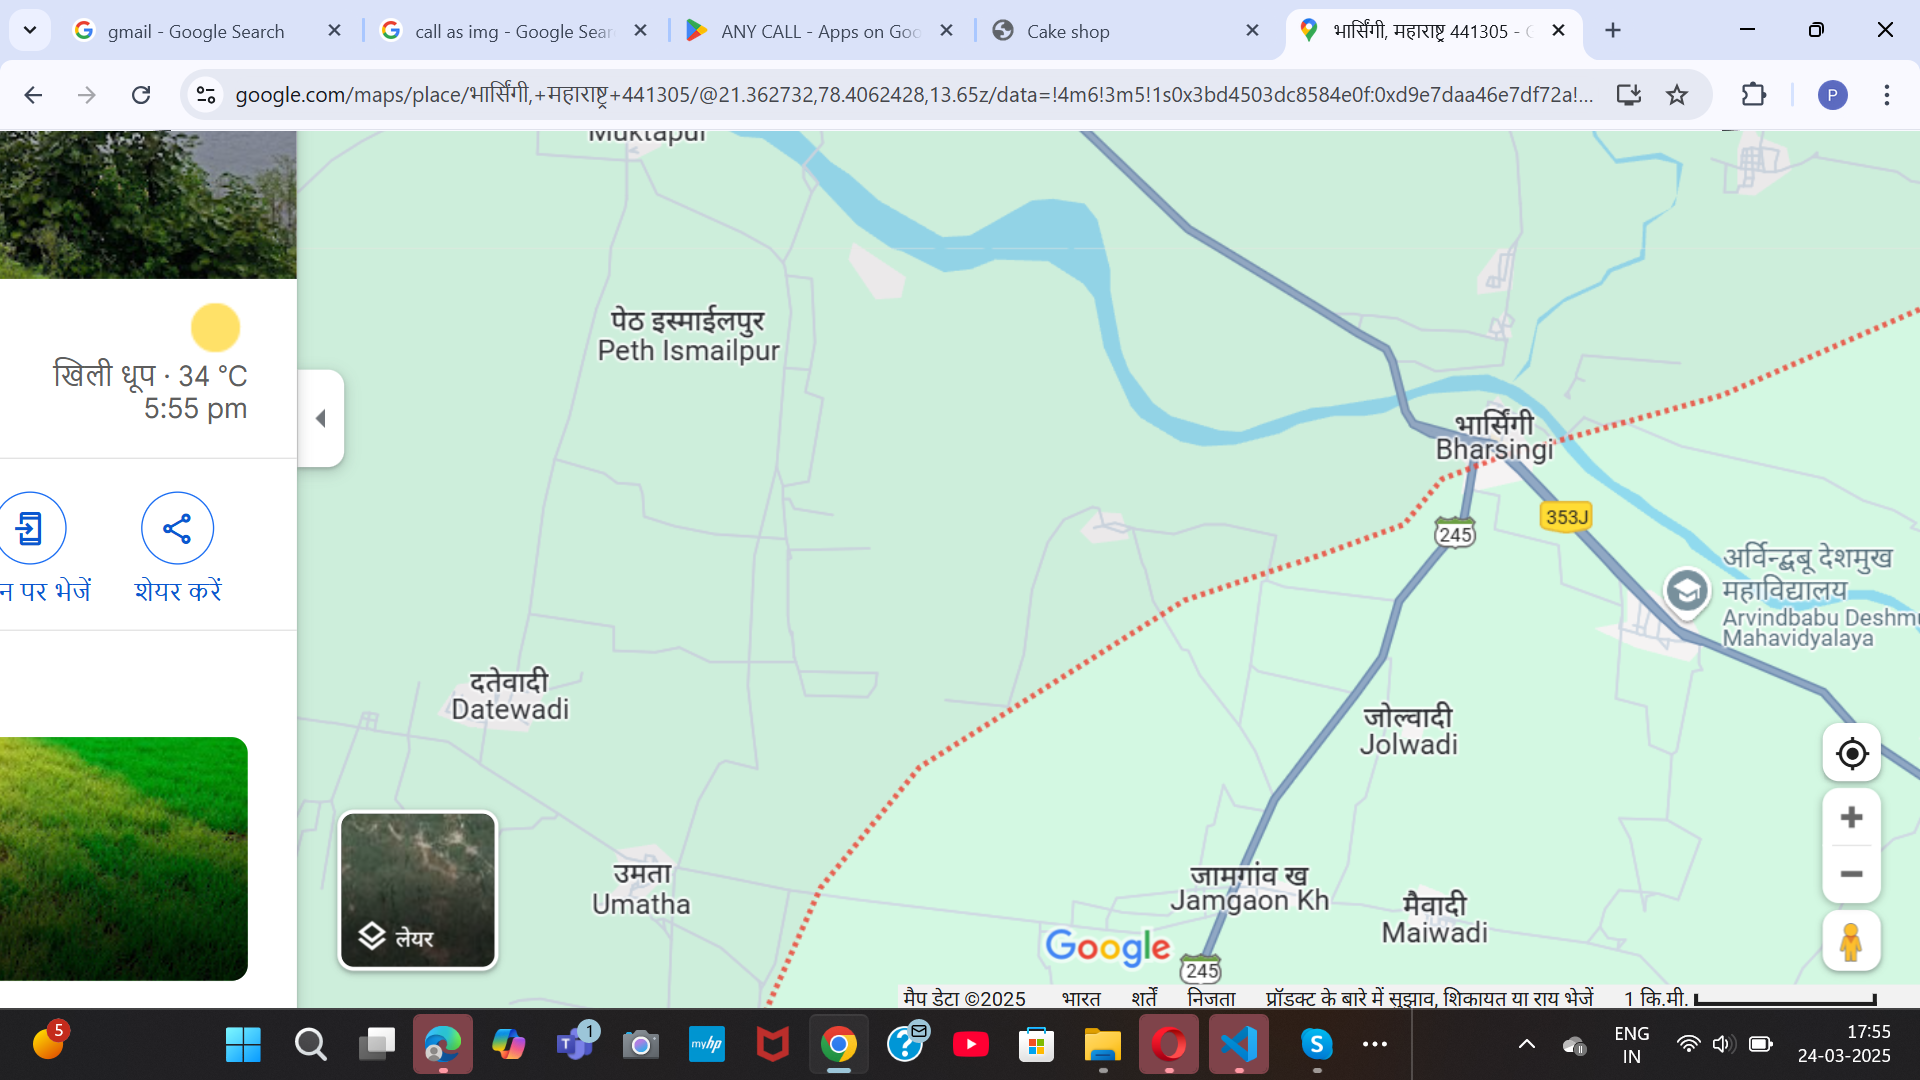 gmail - Google Search
call as img - Google Sear
ANY CALL - Apps on Goo
Cake shop
भार्सिंगी, महाराष्ट्र 441305 -
google.com/maps/place/भार्सिंगी,+महाराष्ट्र+441305/@21.362732,78.4062428,13.65z/data=!4m6!3m5!1s0x3bd4503dc8584e0f:0xd9e7daa46e7df72a!...
P
Muktapur
पेठ इस्माईलपुर
Peth Ismailpur
खिली धूप · 34 °C
5:55 pm
भार्सिंगी
Bharsingi
353J
245
अर्विन्द्बबू देशमुख
महाविद्यालय
Arvindbabu Deshmu
Mahavidyalaya
न पर भेजें
शेयर करें
दतेवादी
Datewadi
जोल्वादी
Jolwadi
उमता
Umatha
जामगांव ख
Jamgaon Kh
मैवादी
Maiwadi
लेयर
Google
245
मैप डेटा ©2025
भारत
शर्तें
निजता
प्रॉडक्ट के बारे में सुझाव, शिकायत या राय भेजें
1 कि.मी.
5
1
myhp
ENG
IN
17:55
24-03-2025